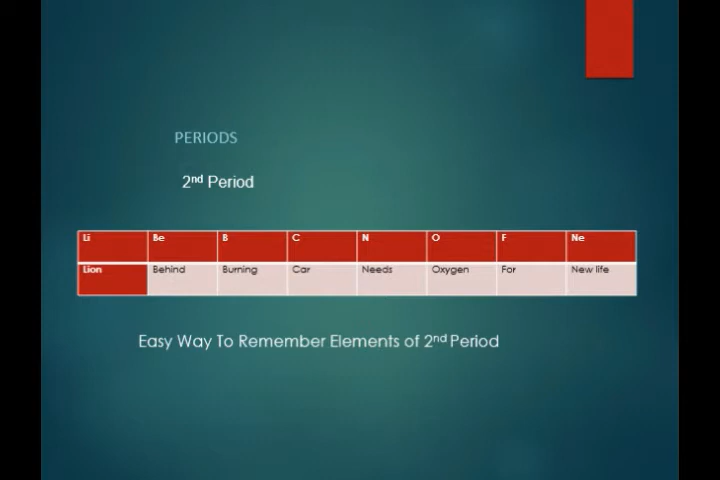 PERIODS
2nd Period
Li Be B C N O F Ne
Lion Behind Burning Car Needs Oxygen For New life
Easy Way To Remember Elements of 2nd Period